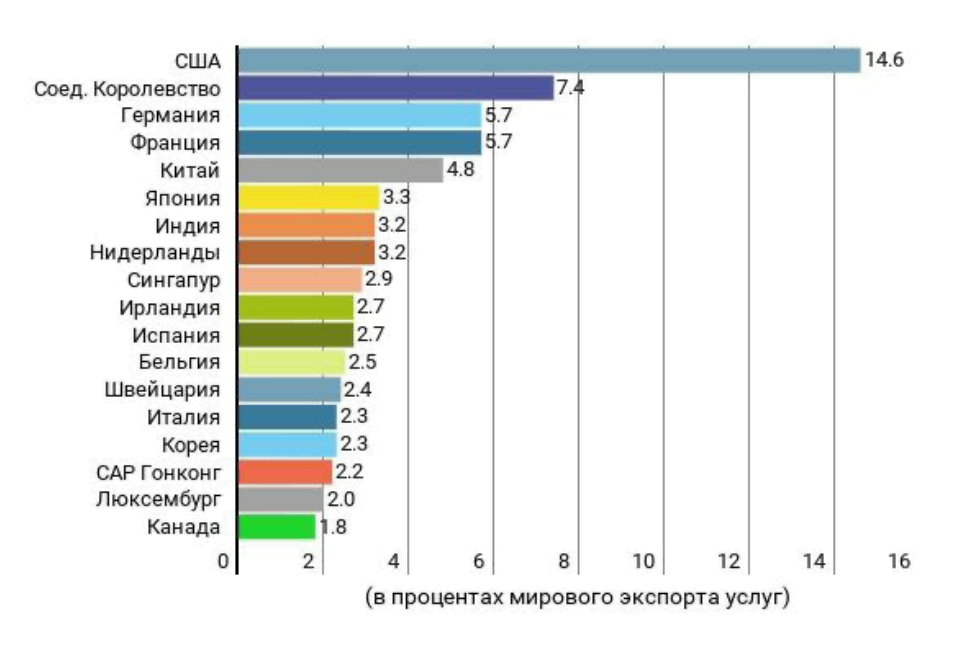 США 14.6
Соед. Королевство 7.4
Германия 5.7
Франция 5.7
Китай 4.8
Япония 3.3
Индия 3.2
Нидерланды 3.2
Сингапур 2.9
Ирландия 2.7
Испания 2.7
Бельгия 2.5
Швейцария 2.4
Италия 2.3
Корея 2.3
САР Гонконг 2.2
Люксембург 2.0
Канада 1.8
0 2 4 6 8 10 12 14 16
(в процентах мирового экспорта услуг)